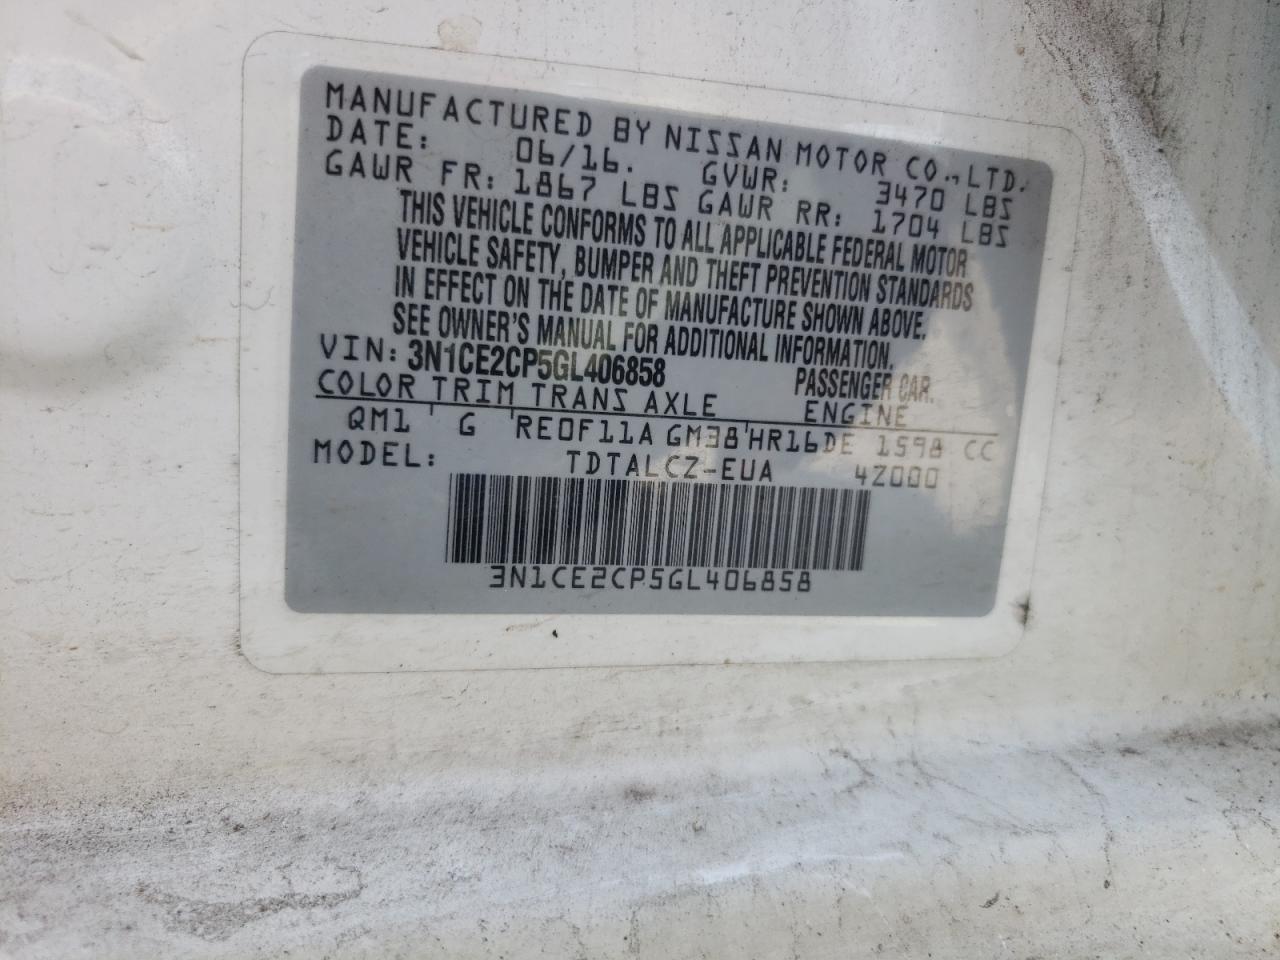 MANUFACTURED BY NISSAN MOTOR CO.,LTD.
DATE: 06/16. GVWR: 3470 LBS
GAWR FR: 1867 LBS GAWR RR: 1704 LBS
THIS VEHICLE CONFORMS TO ALL APPLICABLE FEDERAL MOTOR
VEHICLE SAFETY, BUMPER AND THEFT PREVENTION STANDARDS
IN EFFECT ON THE DATE OF MANUFACTURE SHOWN ABOVE.
SEE OWNER'S MANUAL FOR ADDITIONAL INFORMATION.
VIN: 3N1CE2CP5GL406858 PASSENGER CAR.
COLOR TRIM TRANS AXLE ENGINE
QM1 G RE0F11A GM38 HR16DE 1598 CC
MODEL: TDTALCZ-EUA 4Z000
3N1CE2CP5GL406858